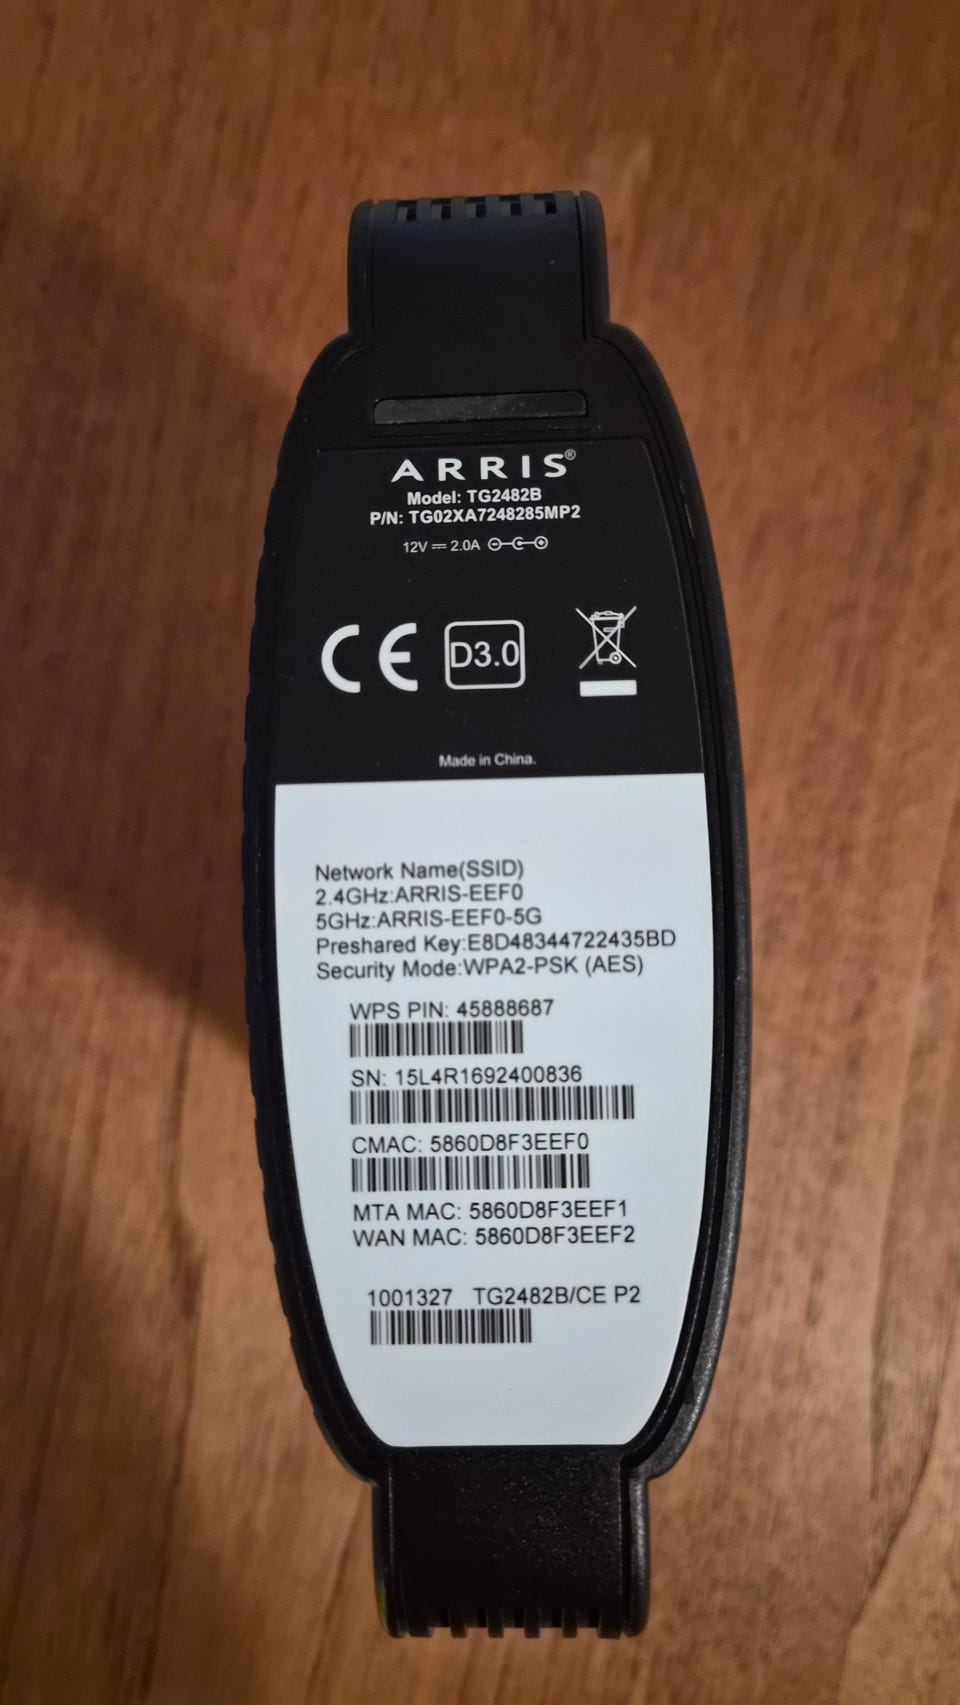 ARRIS®
Model: TG2482B
P/N: TG02XA7248285MP2
12V 2.0A
CE D3.0
Made in China.
Network Name(SSID)
2.4GHz:ARRIS-EEF0
5GHz:ARRIS-EEF0-5G
Preshared Key:E8D48344722435BD
Security Mode:WPA2-PSK (AES)
WPS PIN: 45888687
SN: 15L4R1692400836
CMAC: 5860D8F3EEF0
MTA MAC: 5860D8F3EEF1
WAN MAC: 5860D8F3EEF2
1001327 TG2482B/CE P2